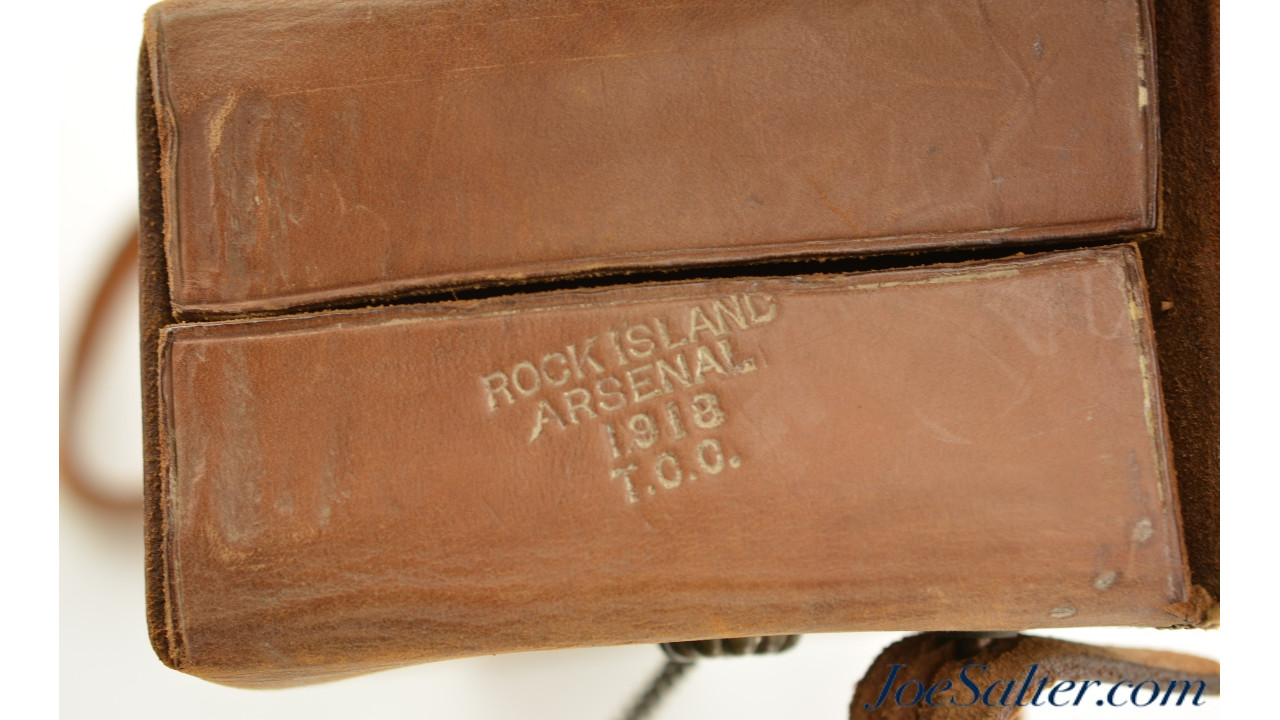 ROCK ISLAND
ARSENAL
1918
T.C.C.
JoeSalter.com